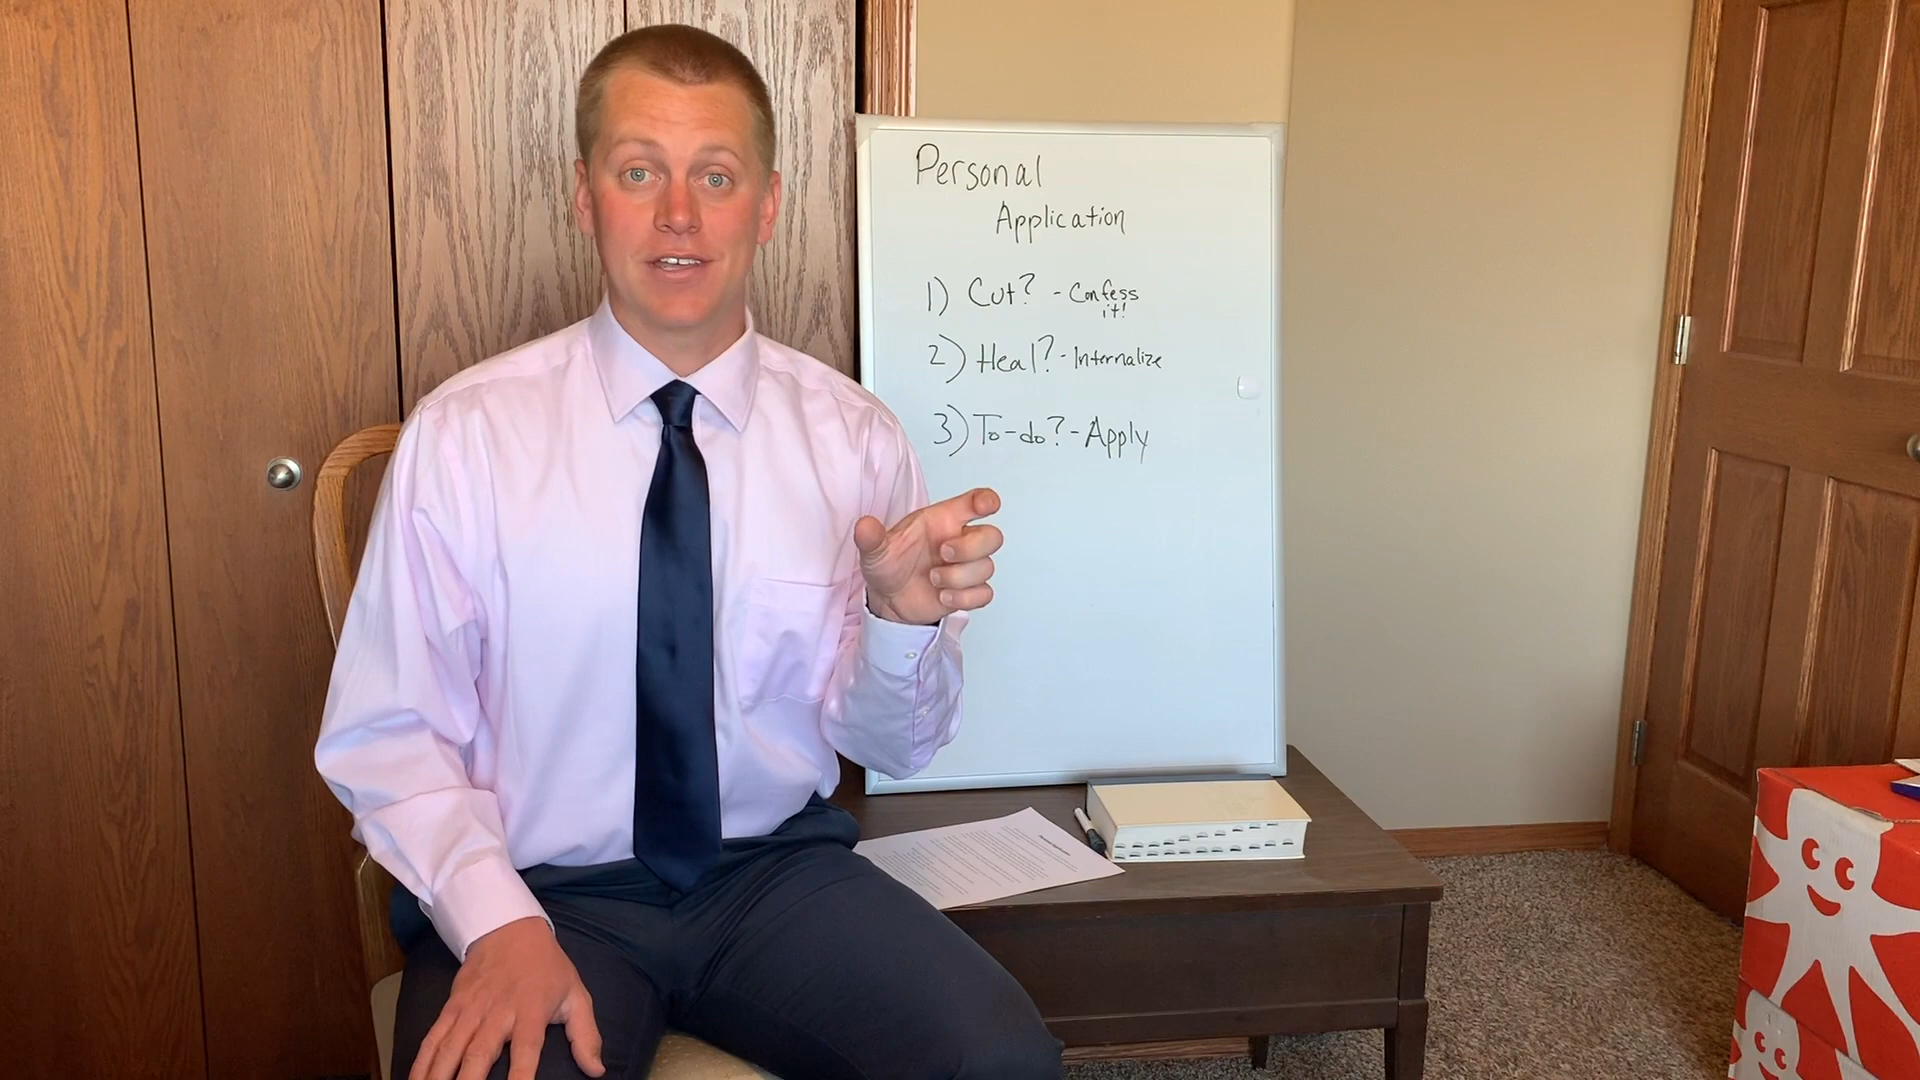 Personal
Application
1) Cut? - Confess
it!
2) Heal? - Internalize
3) To-do? - Apply